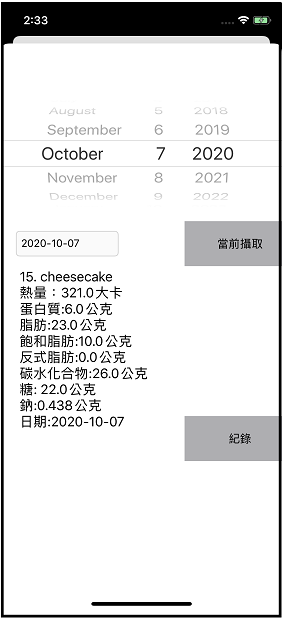 2:33
August 5 2018
September 6 2019
October 7 2020
November 8 2021
December 9 2022
2020-10-07
當前攝取
15. cheesecake
熱量：321.0大卡
蛋白質:6.0公克
脂肪:23.0公克
飽和脂肪:10.0公克
反式脂肪:0.0公克
碳水化合物:26.0公克
糖: 22.0公克
鈉:0.438公克
日期:2020-10-07
紀錄